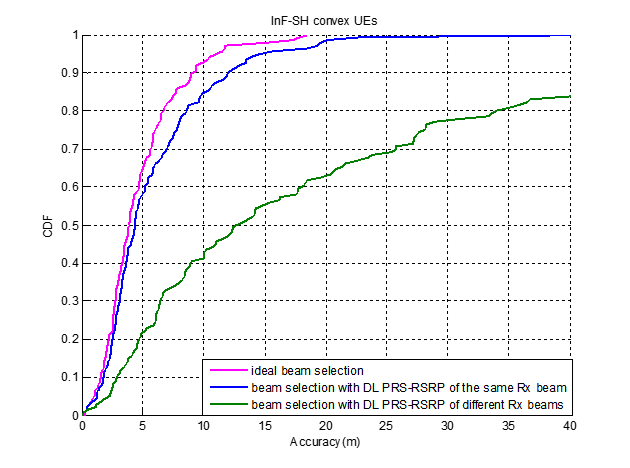 InF-SH convex UEs
1
0.9
0.8
0.7
0.6
0.5
0.4
0.3
0.2
0.1
0
CDF
ideal beam selection
beam selection with DL PRS-RSRP of the same Rx beam
beam selection with DL PRS-RSRP of different Rx beams
0 5 10 15 20 25 30 35 40
Accuracy (m)